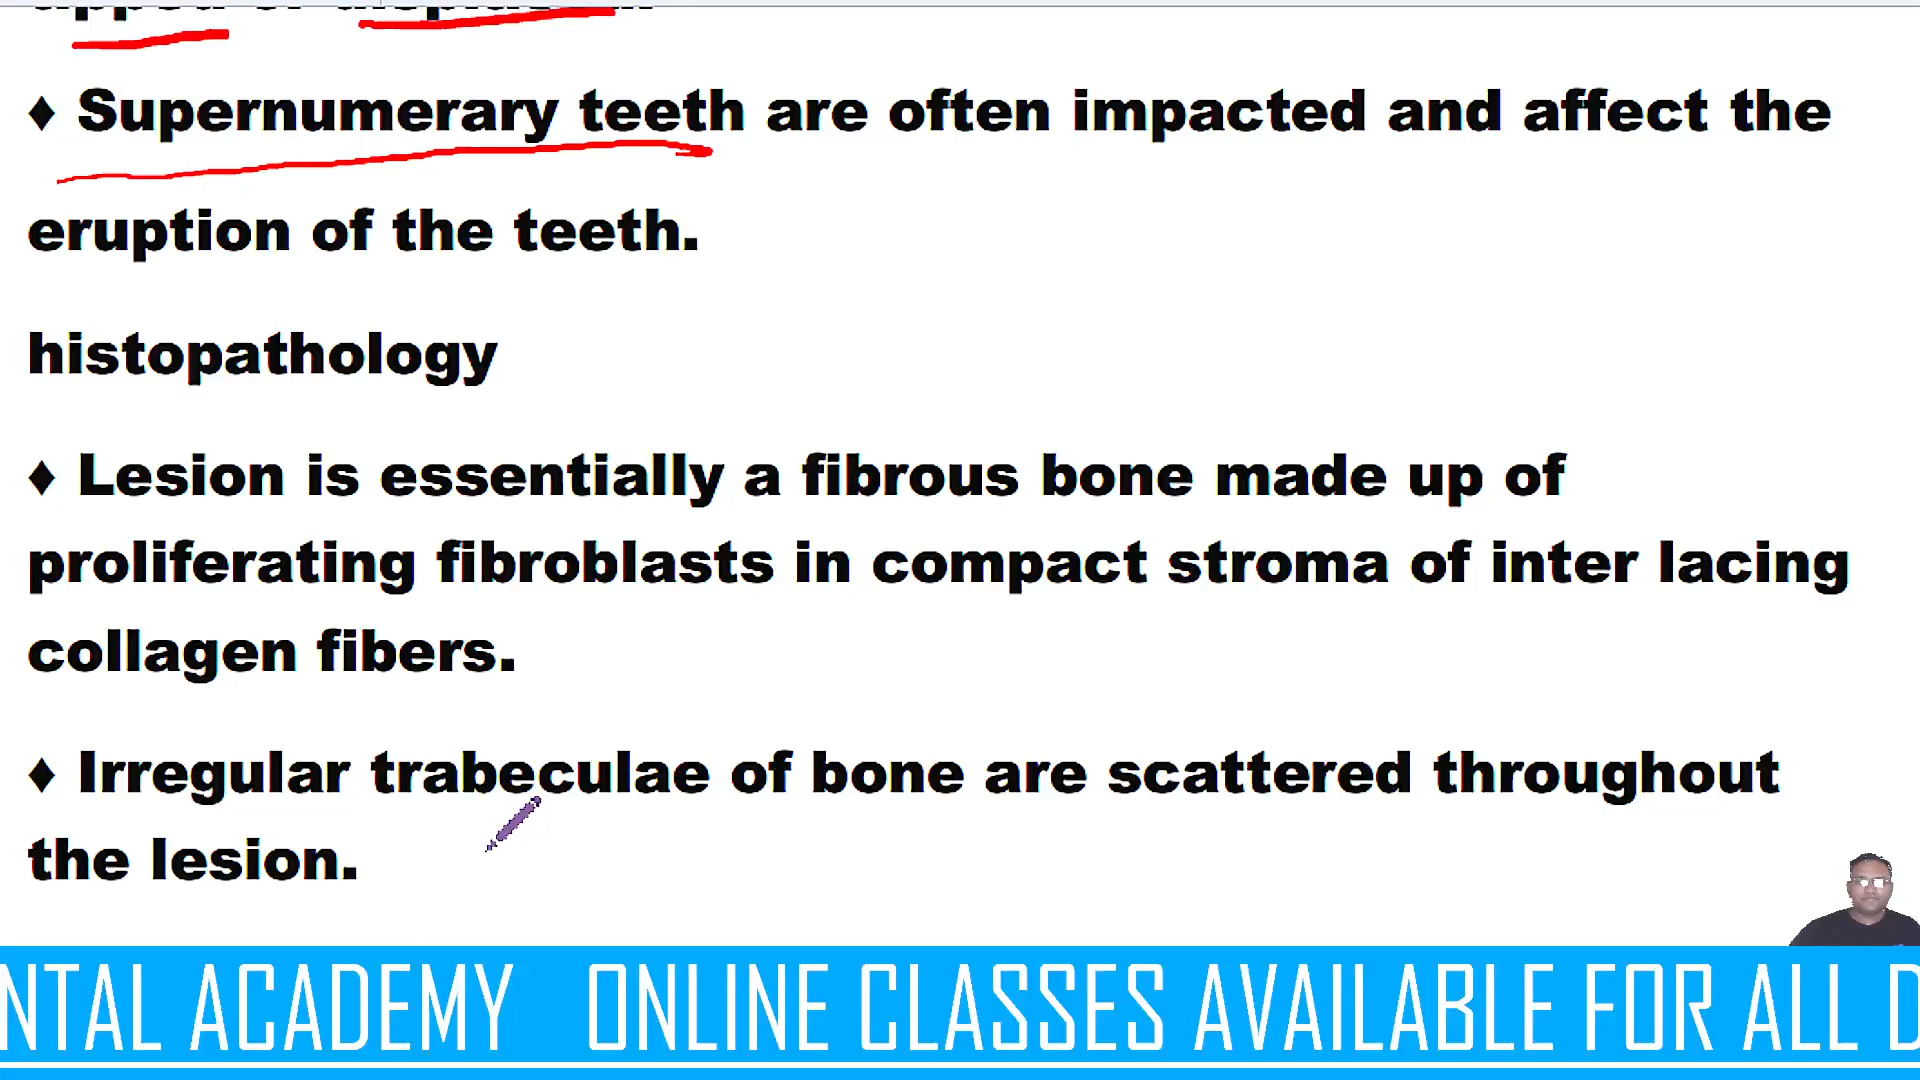 ♦ Supernumerary teeth are often impacted and affect the
eruption of the teeth.
histopathology
♦ Lesion is essentially a fibrous bone made up of
proliferating fibroblasts in compact stroma of inter lacing
collagen fibers.
♦ Irregular trabeculae of bone are scattered throughout
the lesion.
NTAL ACADEMY ONLINE CLASSES AVAILABLE FOR ALL D